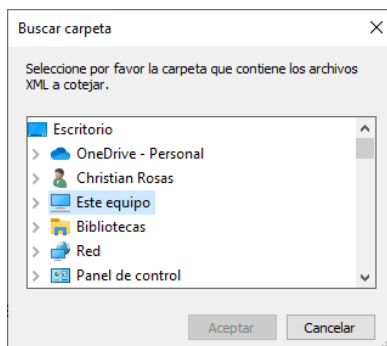 Buscar carpeta
Seleccione por favor la carpeta que contiene los archivos
XML a cotejar.
Escritorio
OneDrive - Personal
Christian Rosas
Este equipo
Bibliotecas
Red
Panel de control
Aceptar
Cancelar